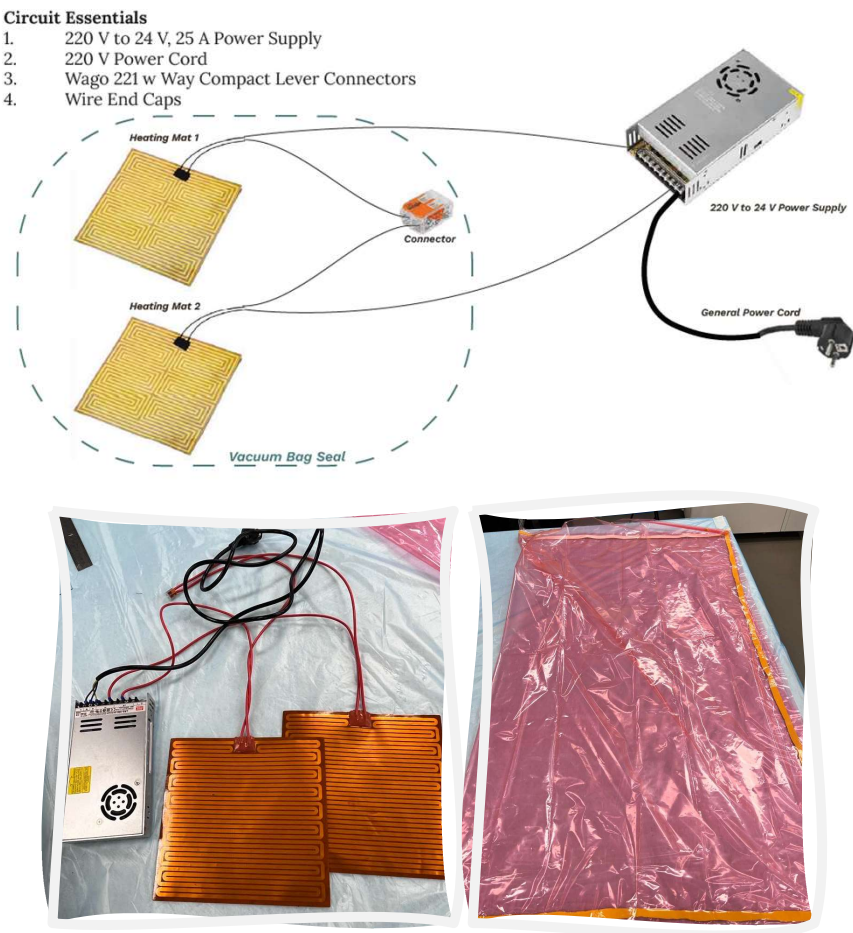 Circuit Essentials
1. 220 V to 24 V, 25 A Power Supply
2. 220 V Power Cord
3. Wago 221 w Way Compact Lever Connectors
4. Wire End Caps
Heating Mat 1
Connector
220 V to 24 V Power Supply
Heating Mat 2
General Power Cord
Vacuum Bag Seal